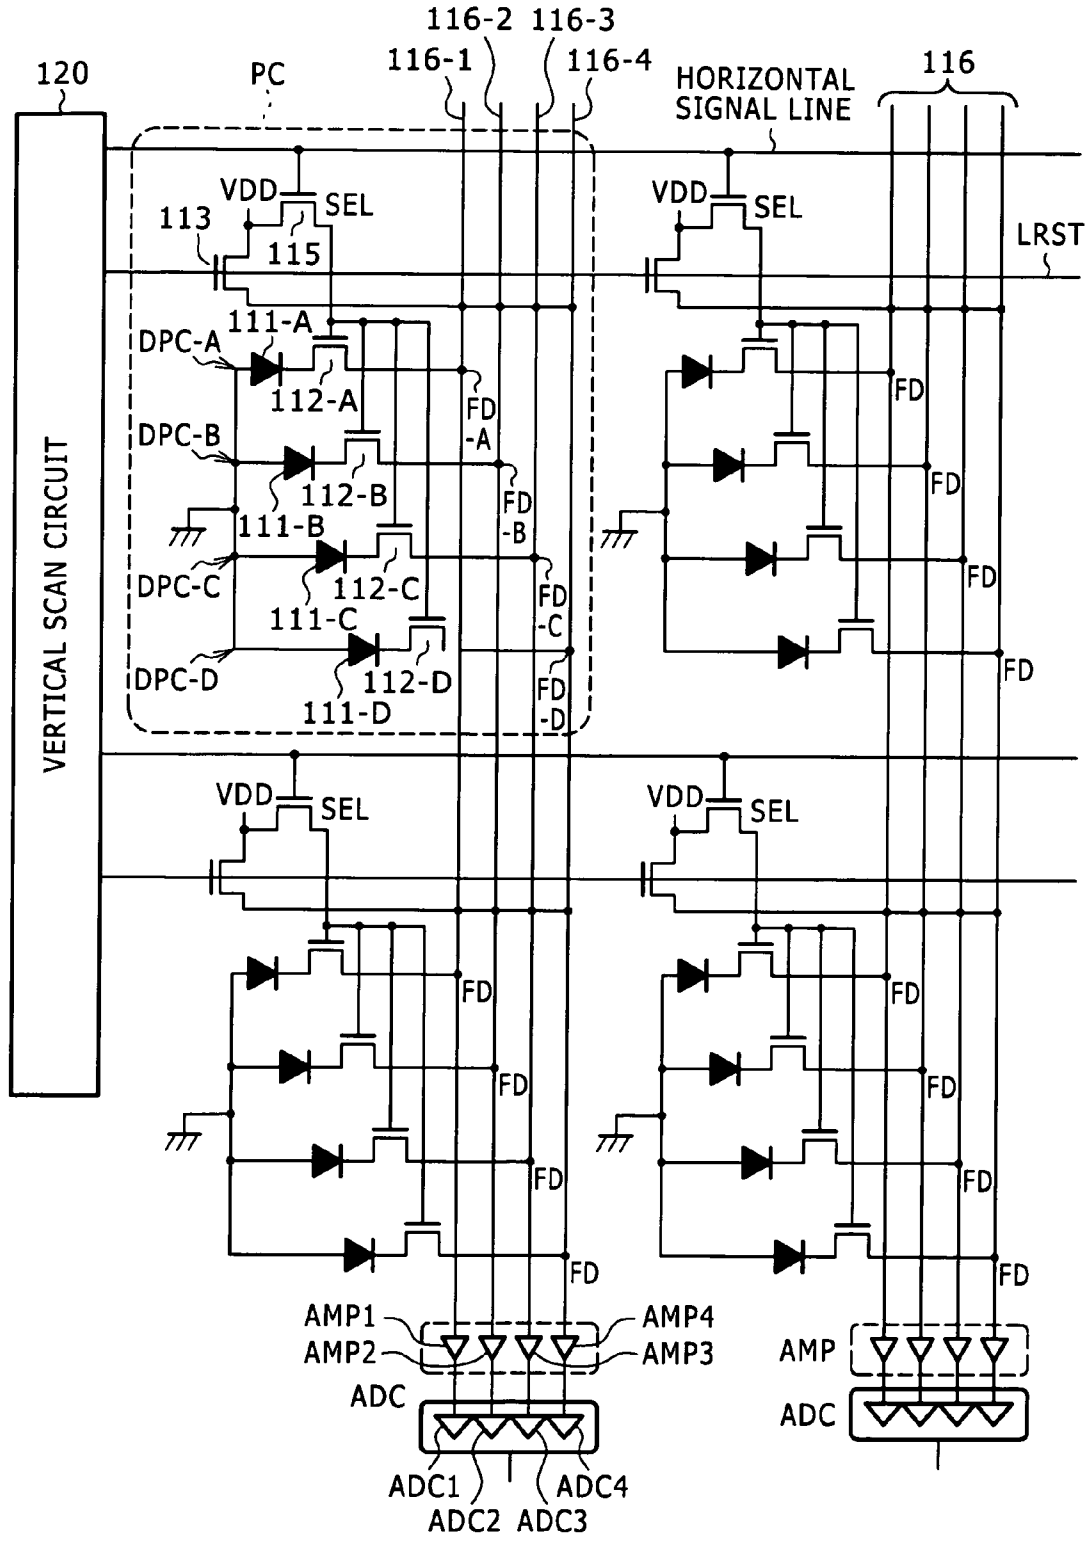 116-2 116-3
116-1 116-4
120
PC
HORIZONTAL
SIGNAL LINE
116
VDD
SEL
113
115
VDD
SEL
LRST
111-A
DPC-A
112-A
FD
-A
FD
DPC-B
112-B
111-B
FD
-B
FD
DPC-C
112-C
111-C
FD
-C
FD
DPC-D
112-D
111-D
FD
-D
FD
VERTICAL SCAN CIRCUIT
VDD
SEL
VDD
SEL
FD
FD
FD
FD
FD
FD
FD
FD
AMP1
AMP4
AMP2
AMP3
AMP
ADC
ADC
ADC1
ADC4
ADC2 ADC3